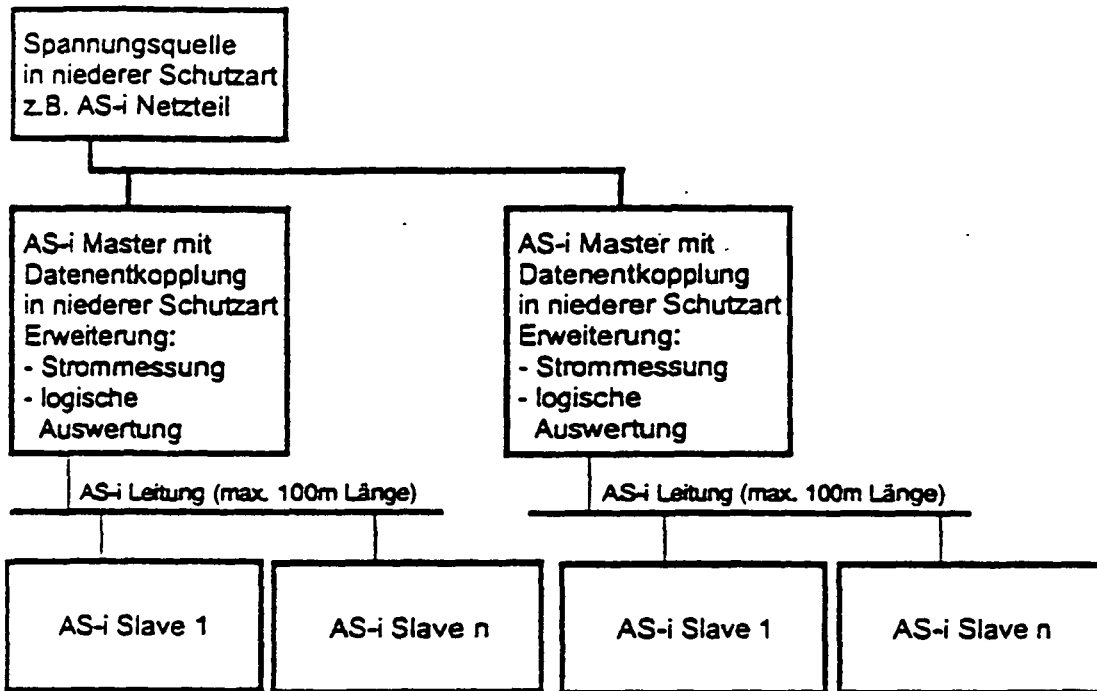 Spannungsquelle
in niederer Schutzart
z.B. AS-i Netzteil
AS-i Master mit
Datenentkopplung
in niederer Schutzart
Erweiterung:
- Strommessung
- logische
Auswertung
AS-i Master mit
Datenentkopplung
in niederer Schutzart
Erweiterung:
- Strommessung
- logische
Auswertung
AS-i Leitung (max. 100m Länge)
AS-i Leitung (max. 100m Länge)
AS-i Slave 1
AS-i Slave n
AS-i Slave 1
AS-i Slave n